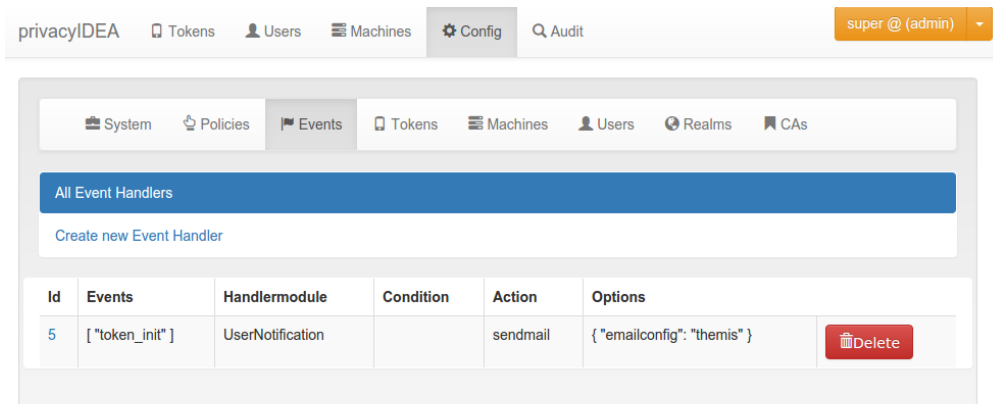 privacyIDEA Tokens Users Machines Config Audit super @ (admin)
System Policies Events Tokens Machines Users Realms CAs
All Event Handlers
Create new Event Handler
Id Events Handlermodule Condition Action Options
5 [ "token_init" ] UserNotification sendmail { "emailconfig": "themis" } Delete